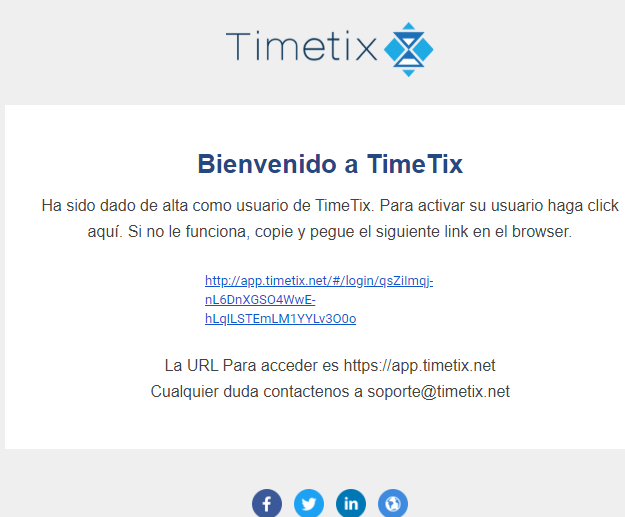 Timetix
Bienvenido a TimeTix
Ha sido dado de alta como usuario de TimeTix. Para activar su usuario haga click
aquí. Si no le funciona, copie y pegue el siguiente link en el browser.
http://app.timetix.net/#/login/qsZiImqj-
nL6DnXGSO4WwE-
hLqILSTEmLM1YYLv3O0o
La URL Para acceder es https://app.timetix.net
Cualquier duda contactenos a soporte@timetix.net